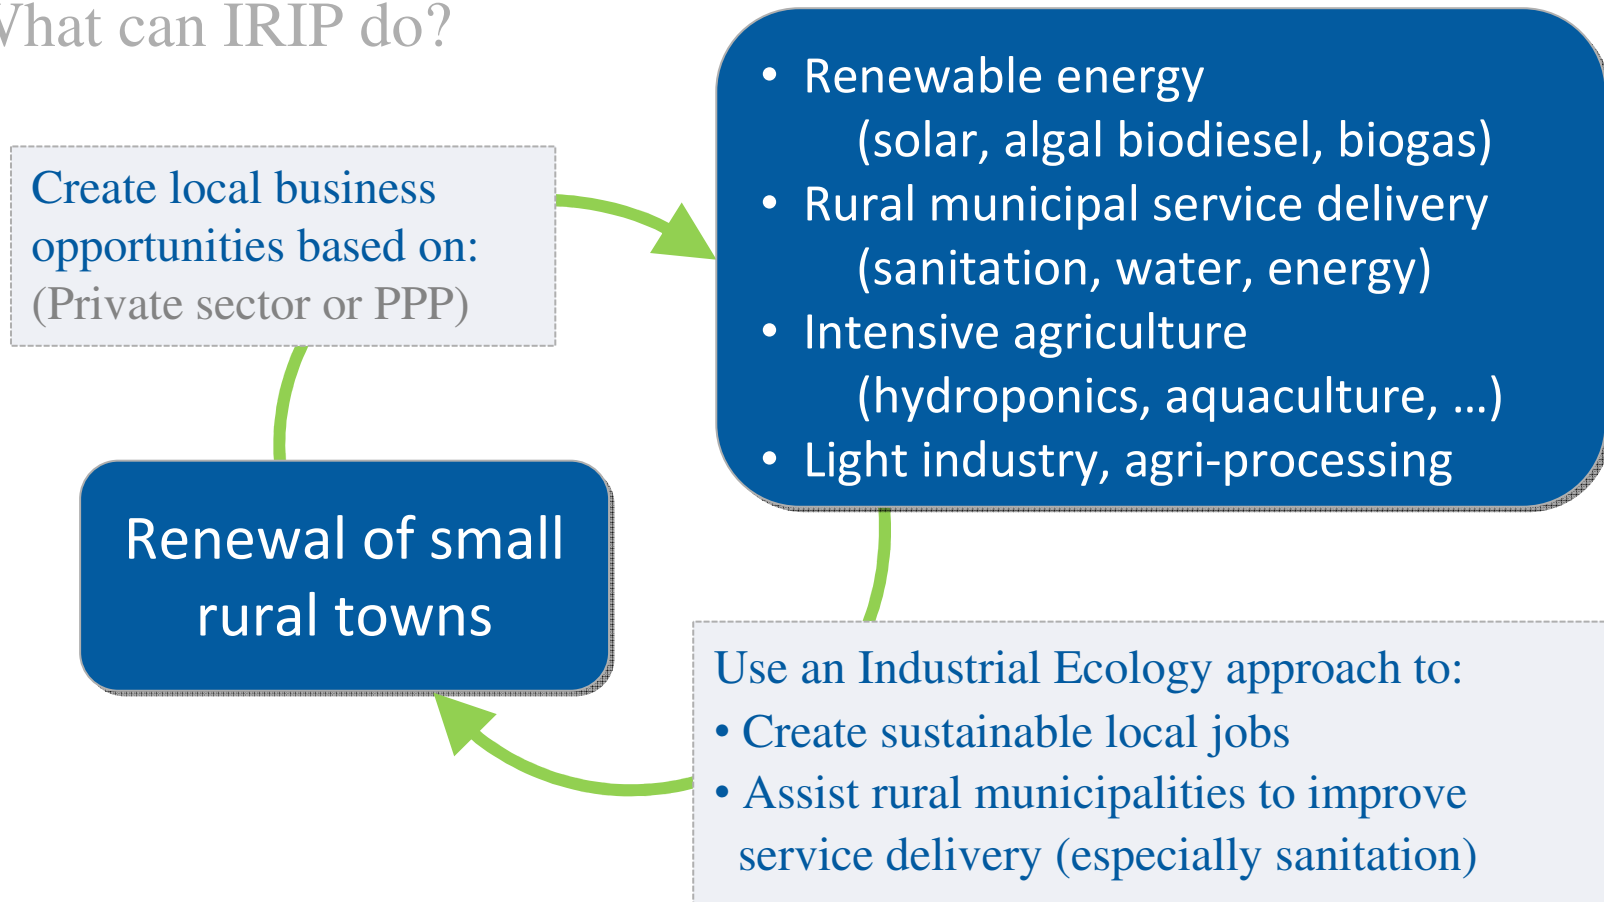 What can IRIP do?
Create local business
opportunities based on:
(Private sector or PPP)
• Renewable energy
(solar, algal biodiesel, biogas)
• Rural municipal service delivery
(sanitation, water, energy)
• Intensive agriculture
(hydroponics, aquaculture, ...)
• Light industry, agri-processing
Renewal of small
rural towns
Use an Industrial Ecology approach to:
• Create sustainable local jobs
• Assist rural municipalities to improve
service delivery (especially sanitation)